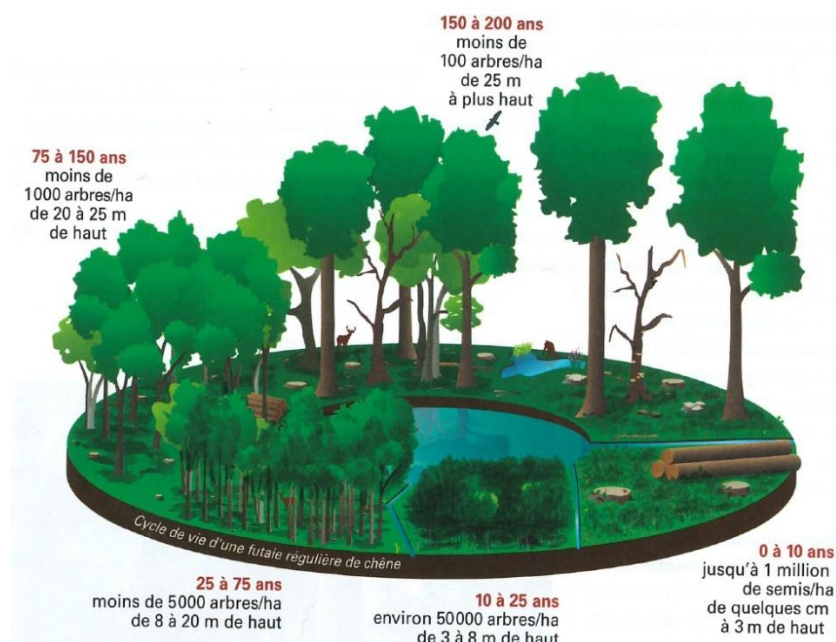 150 à 200 ans
moins de
100 arbres/ha
de 25 m
à plus haut
75 à 150 ans
moins de
1000 arbres/ha
de 20 à 25 m
de haut
Cycle de vie d'une futaie régulière de chêne
25 à 75 ans
moins de 5000 arbres/ha
de 8 à 20 m de haut
10 à 25 ans
environ 50000 arbres/ha
de 3 à 8 m de haut
0 à 10 ans
jusqu'à 1 million
de semis/ha
de quelques cm
à 3 m de haut